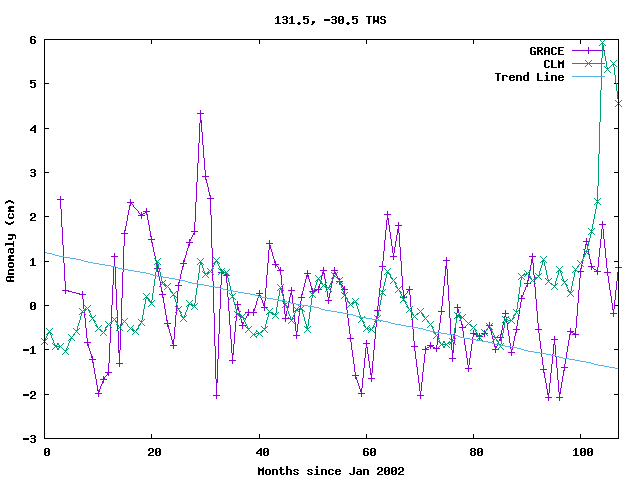 131.5, -30.5 TWS
GRACE
CLM
Trend Line
Anomaly (cm)
6
5
4
3
2
1
0
-1
-2
-3
0 20 40 60 80 100
Months since Jan 2002